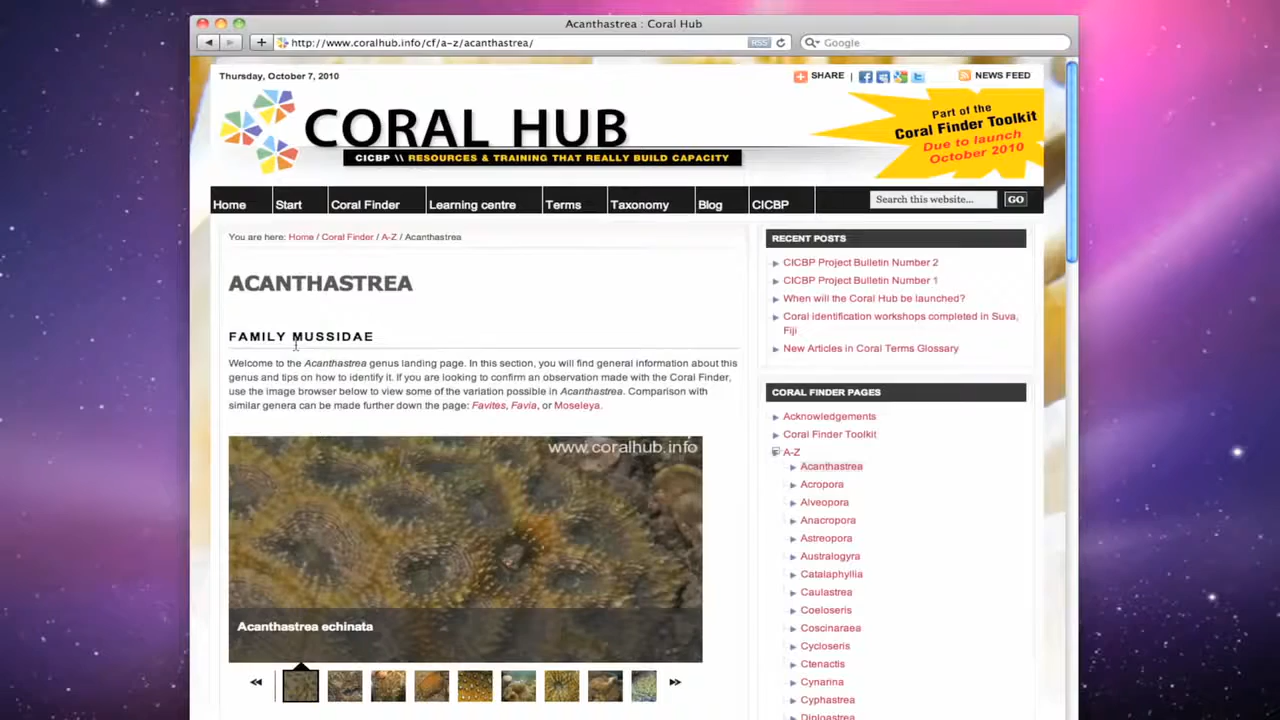 Acanthastrea : Coral Hub
http://www.coralhub.info/cf/a-z/acanthastrea/
RSS
Google
Thursday, October 7, 2010
SHARE |
NEWS FEED
CORAL HUB
CICBP \\ RESOURCES & TRAINING THAT REALLY BUILD CAPACITY
Part of the
Coral Finder Toolkit
Due to launch
October 2010
Home
Start
Coral Finder
Learning centre
Terms
Taxonomy
Blog
CICBP
Search this website...
GO
You are here: Home / Coral Finder / A-Z / Acanthastrea
ACANTHASTREA
FAMILY MUSSIDAE
Welcome to the Acanthastrea genus landing page. In this section, you will find general information about this
genus and tips on how to identify it. If you are looking to confirm an observation made with the Coral Finder,
use the image browser below to view some of the variation possible in Acanthastrea. Comparison with
similar genera can be made further down the page: Favites, Favia, or Moseleya.
www.coralhub.info
Acanthastrea echinata
RECENT POSTS
CICBP Project Bulletin Number 2
CICBP Project Bulletin Number 1
When will the Coral Hub be launched?
Coral identification workshops completed in Suva,
Fiji
New Articles in Coral Terms Glossary
CORAL FINDER PAGES
Acknowledgements
Coral Finder Toolkit
A-Z
Acanthastrea
Acropora
Alveopora
Anacropora
Astreopora
Australogyra
Catalaphyllia
Caulastrea
Coeloseris
Coscinaraea
Cycloseris
Ctenactis
Cynarina
Cyphastrea
Diploastrea